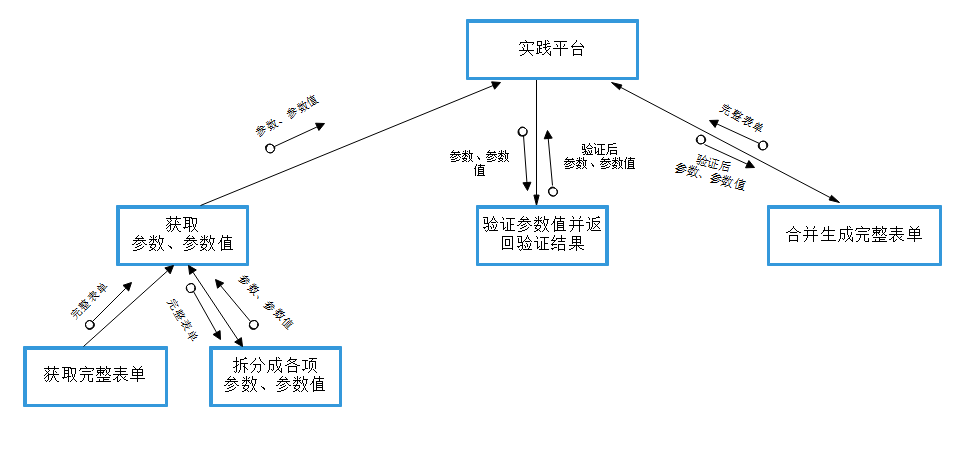 实践平台
参数、参数值
完整表单
参数、参数
值
验证后
参数、参数值
验证后
参数、参数值
获取
参数、参数值
验证参数值并返
回验证结果
合并生成完整表单
完整表单
完整表单
参数、参数值
获取完整表单
拆分成各项
参数、参数值